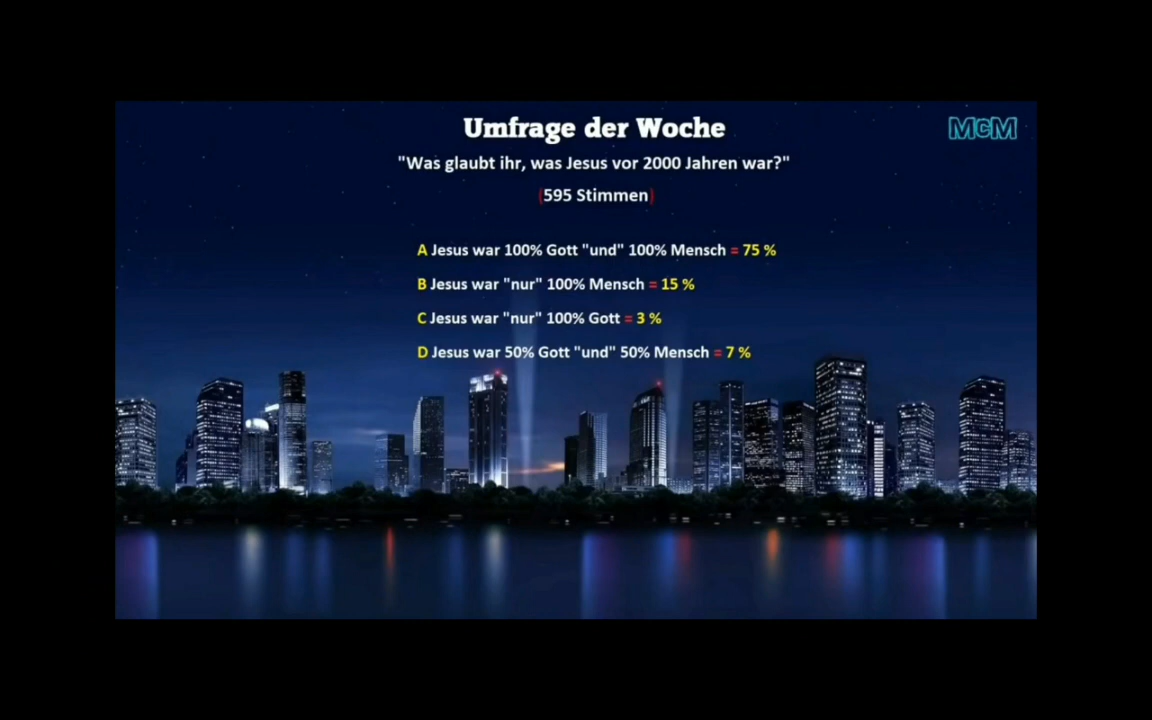 Umfrage der Woche
McM
"Was glaubt ihr, was Jesus vor 2000 Jahren war?"
(595 Stimmen)
A Jesus war 100% Gott "und" 100% Mensch = 75 %
B Jesus war "nur" 100% Mensch = 15 %
C Jesus war "nur" 100% Gott = 3 %
D Jesus war 50% Gott "und" 50% Mensch = 7 %